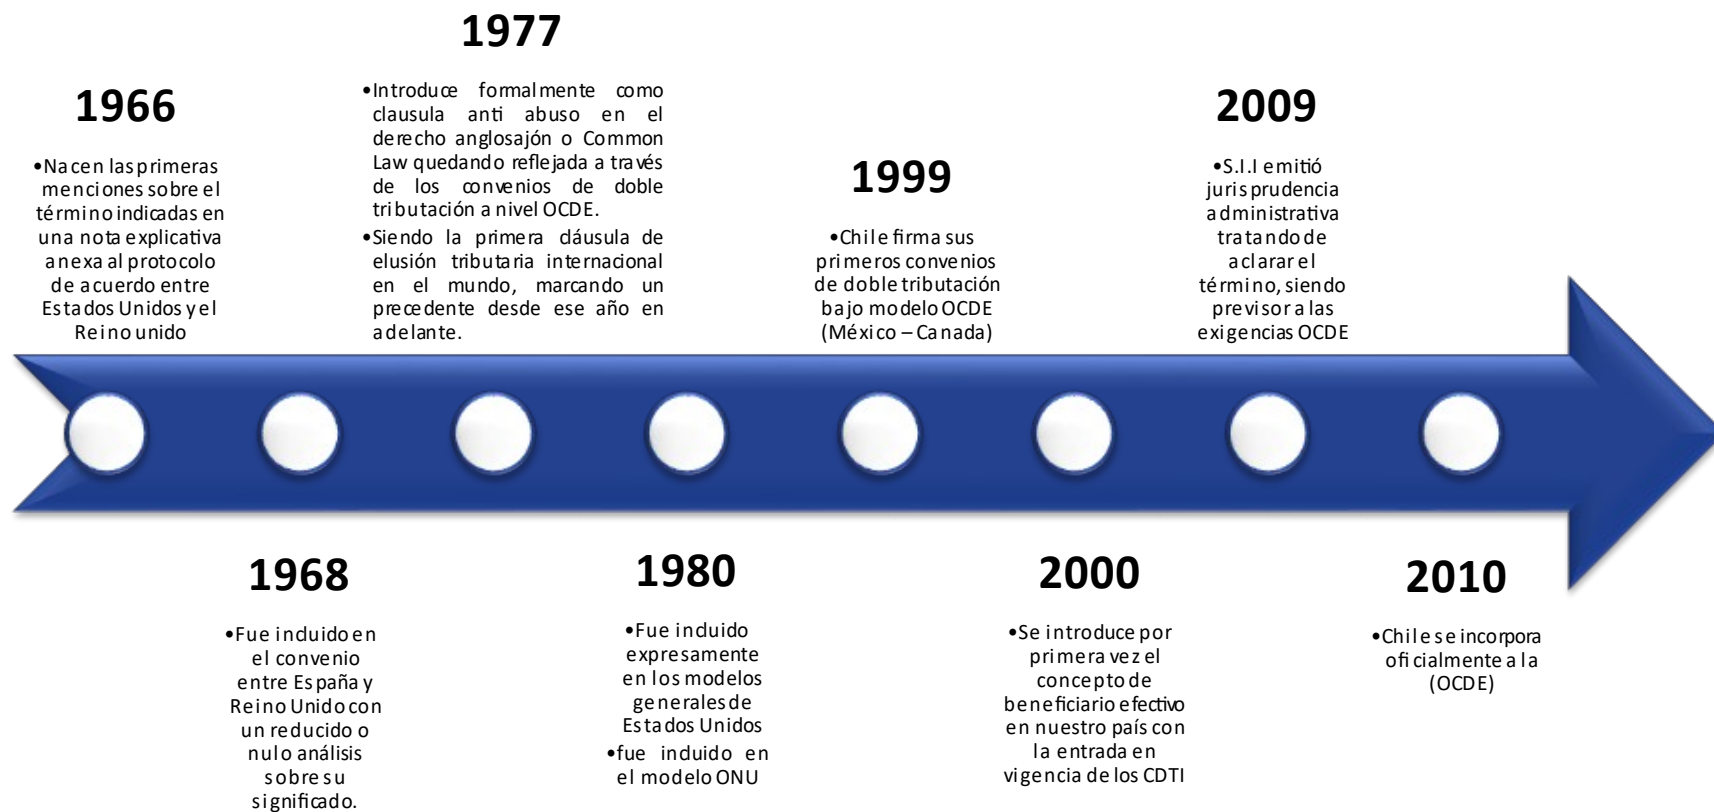 1966
•Nacen las primeras
menciones sobre el
término indicadas en
una nota explicativa
anexa al protocolo
de acuerdo entre
Estados Unidos y el
Reino unido
1968
•Fue incluido en
el convenio
entre España y
Reino Unido con
un reducido o
nulo análisis
sobre su
significado.
1977
•Introduce formalmente como
clausula anti abuso en el
derecho anglosajón o Common
Law quedando reflejada a través
de los convenios de doble
tributación a nivel OCDE.
•Siendo la primera cláusula de
elusión tributaria internacional
en el mundo, marcando un
precedente desde ese año en
adelante.
1980
•Fue incluido
expresamente
en los modelos
generales de
Estados Unidos
•fue incluido en
el modelo ONU
1999
•Chile firma sus
primeros convenios
de doble tributación
bajo modelo OCDE
(México – Canada)
2000
•Se introduce por
primera vez el
concepto de
beneficiario efectivo
en nuestro país con
la entrada en
vigencia de los CDTI
2009
•S.I.I emitió
jurisprudencia
administrativa
tratando de
aclarar el
término, siendo
previsor a las
exigencias OCDE
2010
•Chile se incorpora
oficialmente a la
(OCDE)